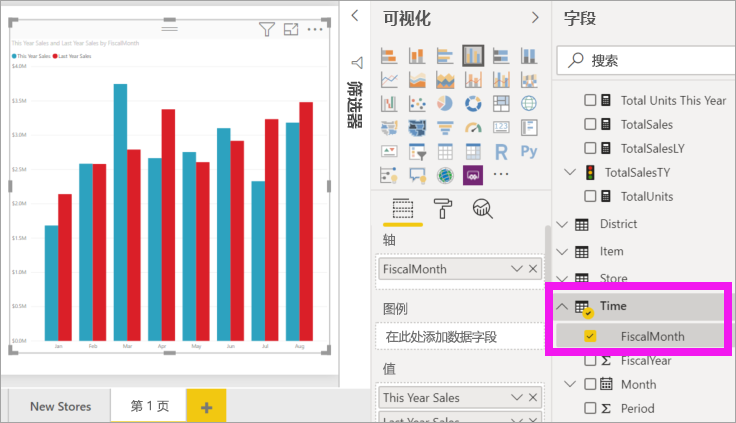 This Year Sales and Last Year Sales by FiscalMonth
This Year Sales Last Year Sales
$4.0M
$3.5M
$3.0M
$2.5M
$2.0M
$1.5M
$1.0M
$0.5M
$0.0M
Jan Feb Mar Apr May Jun Jul Aug
New Stores
第 1 页
筛选器
可视化
R
Py
123
轴
FiscalMonth
图例
在此处添加数据字段
值
This Year Sales
Last Year Sales
字段
搜索
Total Units This Year
TotalSales
TotalSalesLY
TotalSalesTY
TotalUnits
District
Item
Store
Time
FiscalMonth
Σ FiscalYear
Month
Σ Period